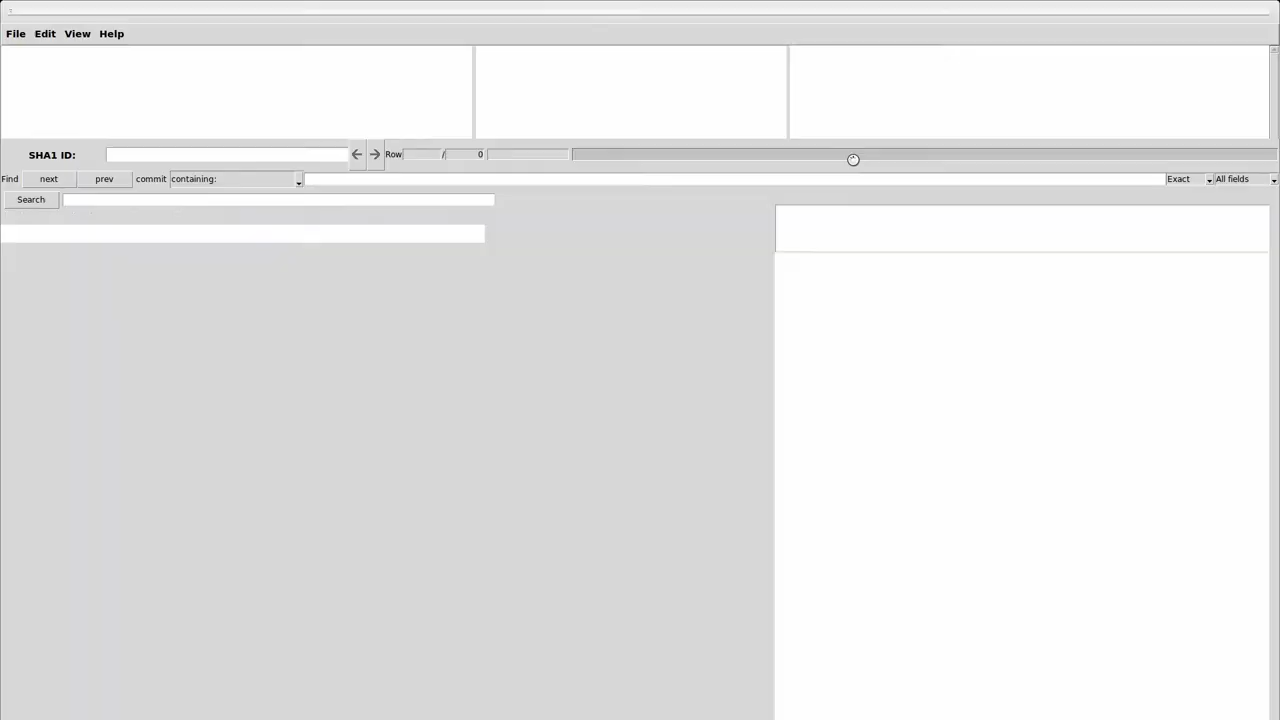 File Edit View Help
SHA1 ID: Row / 0
Find next prev commit containing: Exact All fields
Search